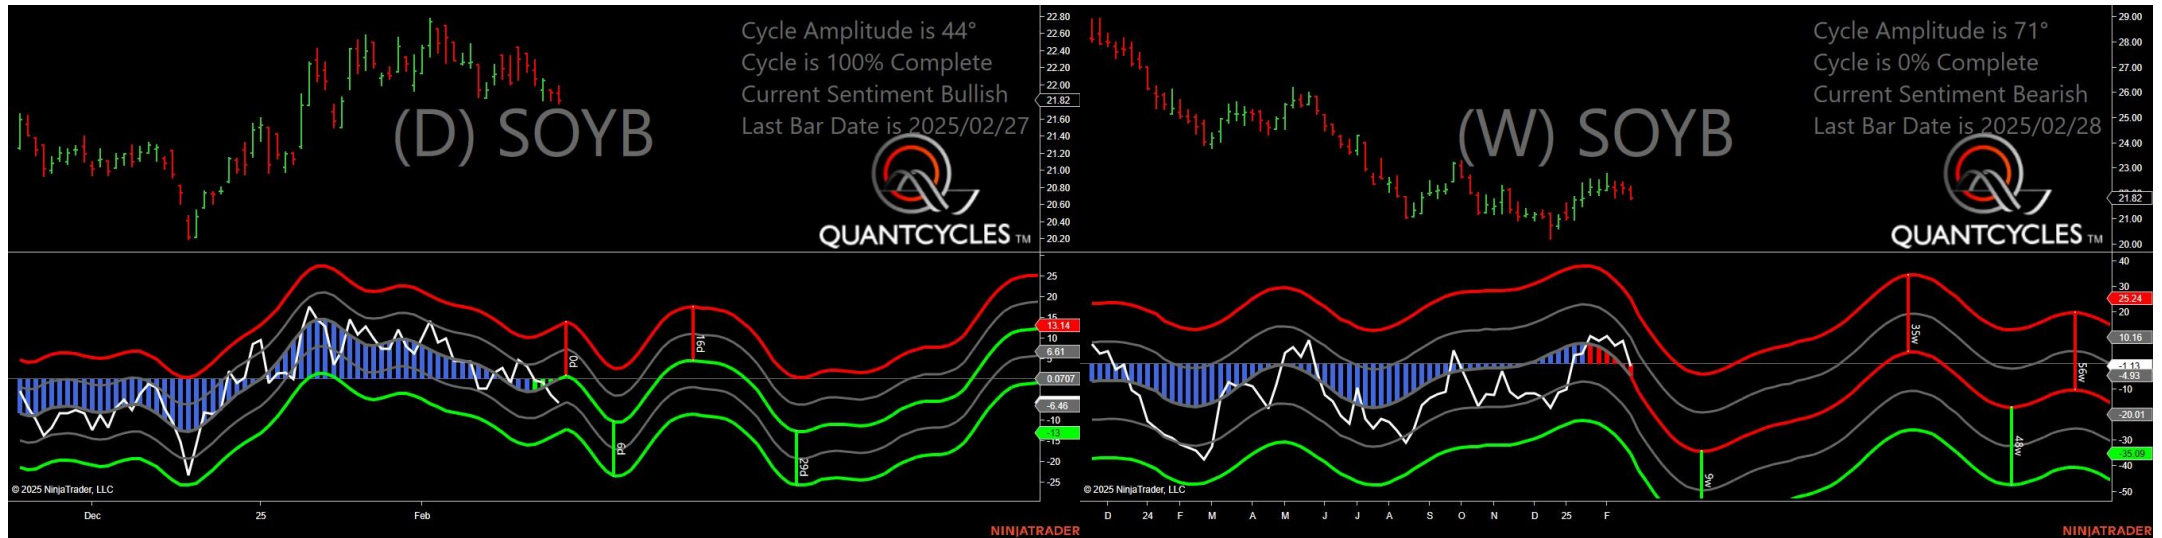 Cycle Amplitude is 44°
Cycle is 100% Complete
Current Sentiment Bullish
Last Bar Date is 2025/02/27
(D) SOYB
QUANTCYCLES TM
22.80
22.60
22.40
22.20
22.00
21.82
21.60
21.40
21.20
21.00
20.80
20.60
20.40
20.20
25
20
15
13.14
10
6.61
5
0.0707
-6.46
-10
-13
-15
-20
-25
0d
6d
16d
29d
© 2025 NinjaTrader, LLC
Dec
25
Feb
NINJATRADER
Cycle Amplitude is 71°
Cycle is 0% Complete
Current Sentiment Bearish
Last Bar Date is 2025/02/28
(W) SOYB
QUANTCYCLES TM
29.00
28.00
27.00
26.00
25.00
24.00
23.00
21.82
21.00
20.00
40
30
25.24
20
10.16
-1.13
-4.93
-10
-20.01
-30
-35.09
-40
-50
9w
35w
48w
56w
© 2025 NinjaTrader, LLC
D 24 F M A M J J A S O N D 25 F
NINJATRADER